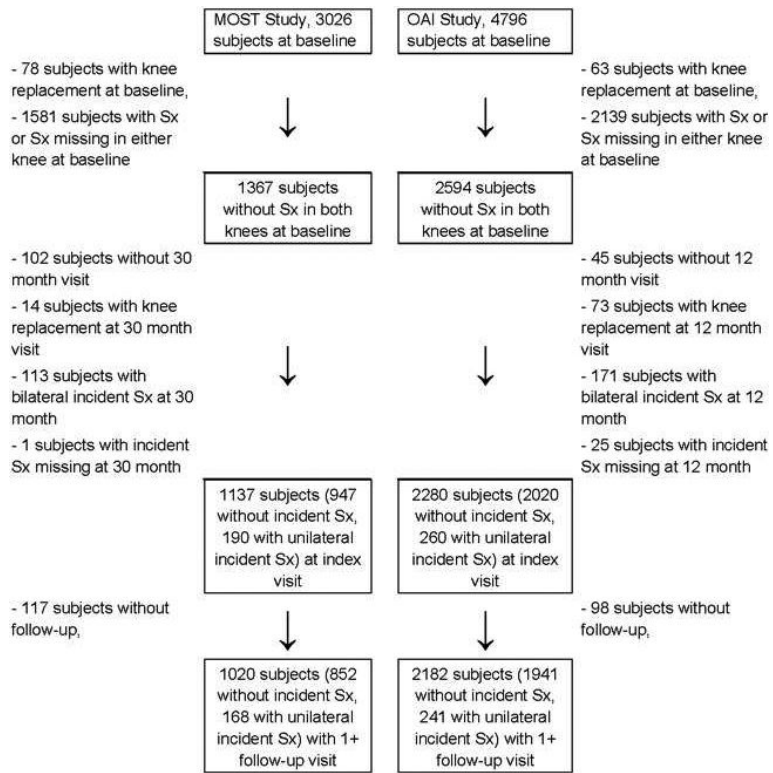 MOST Study, 3026
subjects at baseline
OAI Study, 4796
subjects at baseline
- 78 subjects with knee
replacement at baseline,
- 1581 subjects with Sx
or Sx missing in either
knee at baseline
- 63 subjects with knee
replacement at baseline,
- 2139 subjects with Sx or
Sx missing in either knee
at baseline
1367 subjects
without Sx in both
knees at baseline
2594 subjects
without Sx in both
knees at baseline
- 102 subjects without 30
month visit
- 14 subjects with knee
replacement at 30 month
visit
- 113 subjects with
bilateral incident Sx at 30
month
- 1 subjects with incident
Sx missing at 30 month
- 45 subjects without 12
month visit
- 73 subjects with knee
replacement at 12 month
visit
- 171 subjects with
bilateral incident Sx at 12
month
- 25 subjects with incident
Sx missing at 12 month
1137 subjects (947
without incident Sx,
190 with unilateral
incident Sx) at index
visit
2280 subjects (2020
without incident Sx,
260 with unilateral
incident Sx) at index
visit
- 117 subjects without
follow-up,
- 98 subjects without
follow-up,
1020 subjects (852
without incident Sx,
168 with unilateral
incident Sx) with 1+
follow-up visit
2182 subjects (1941
without incident Sx,
241 with unilateral
incident Sx) with 1+
follow-up visit